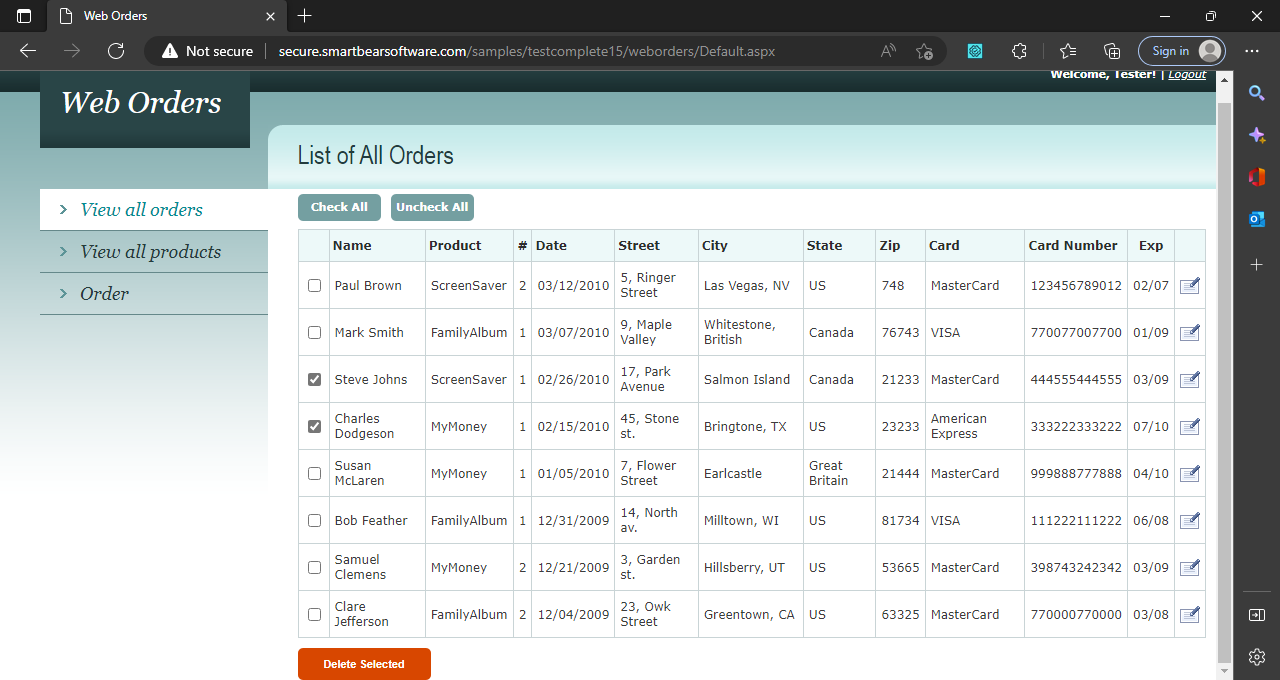 Web Orders
Not secure
secure.smartbearsoftware.com/samples/testcomplete15/weborders/Default.aspx
Sign in
Welcome, Tester! | Logout
Web Orders
List of All Orders
View all orders
View all products
Order
Check All Uncheck All
Name Product # Date Street City State Zip Card Card Number Exp
Paul Brown ScreenSaver 2 03/12/2010 5, Ringer Street Las Vegas, NV US 748 MasterCard 123456789012 02/07
Mark Smith FamilyAlbum 1 03/07/2010 9, Maple Valley Whitestone, British Canada 76743 VISA 770077007700 01/09
Steve Johns ScreenSaver 1 02/26/2010 17, Park Avenue Salmon Island Canada 21233 MasterCard 444555444555 03/09
Charles Dodgeson MyMoney 1 02/15/2010 45, Stone st. Bringtone, TX US 23233 American Express 333222333222 07/10
Susan McLaren MyMoney 1 01/05/2010 7, Flower Street Earlcastle Great Britain 21444 MasterCard 999888777888 04/10
Bob Feather FamilyAlbum 1 12/31/2009 14, North av. Milltown, WI US 81734 VISA 111222111222 06/08
Samuel Clemens MyMoney 2 12/21/2009 3, Garden st. Hillsberry, UT US 53665 MasterCard 398743242342 03/09
Clare Jefferson FamilyAlbum 2 12/04/2009 23, Owk Street Greentown, CA US 63325 MasterCard 770000770000 03/08
Delete Selected